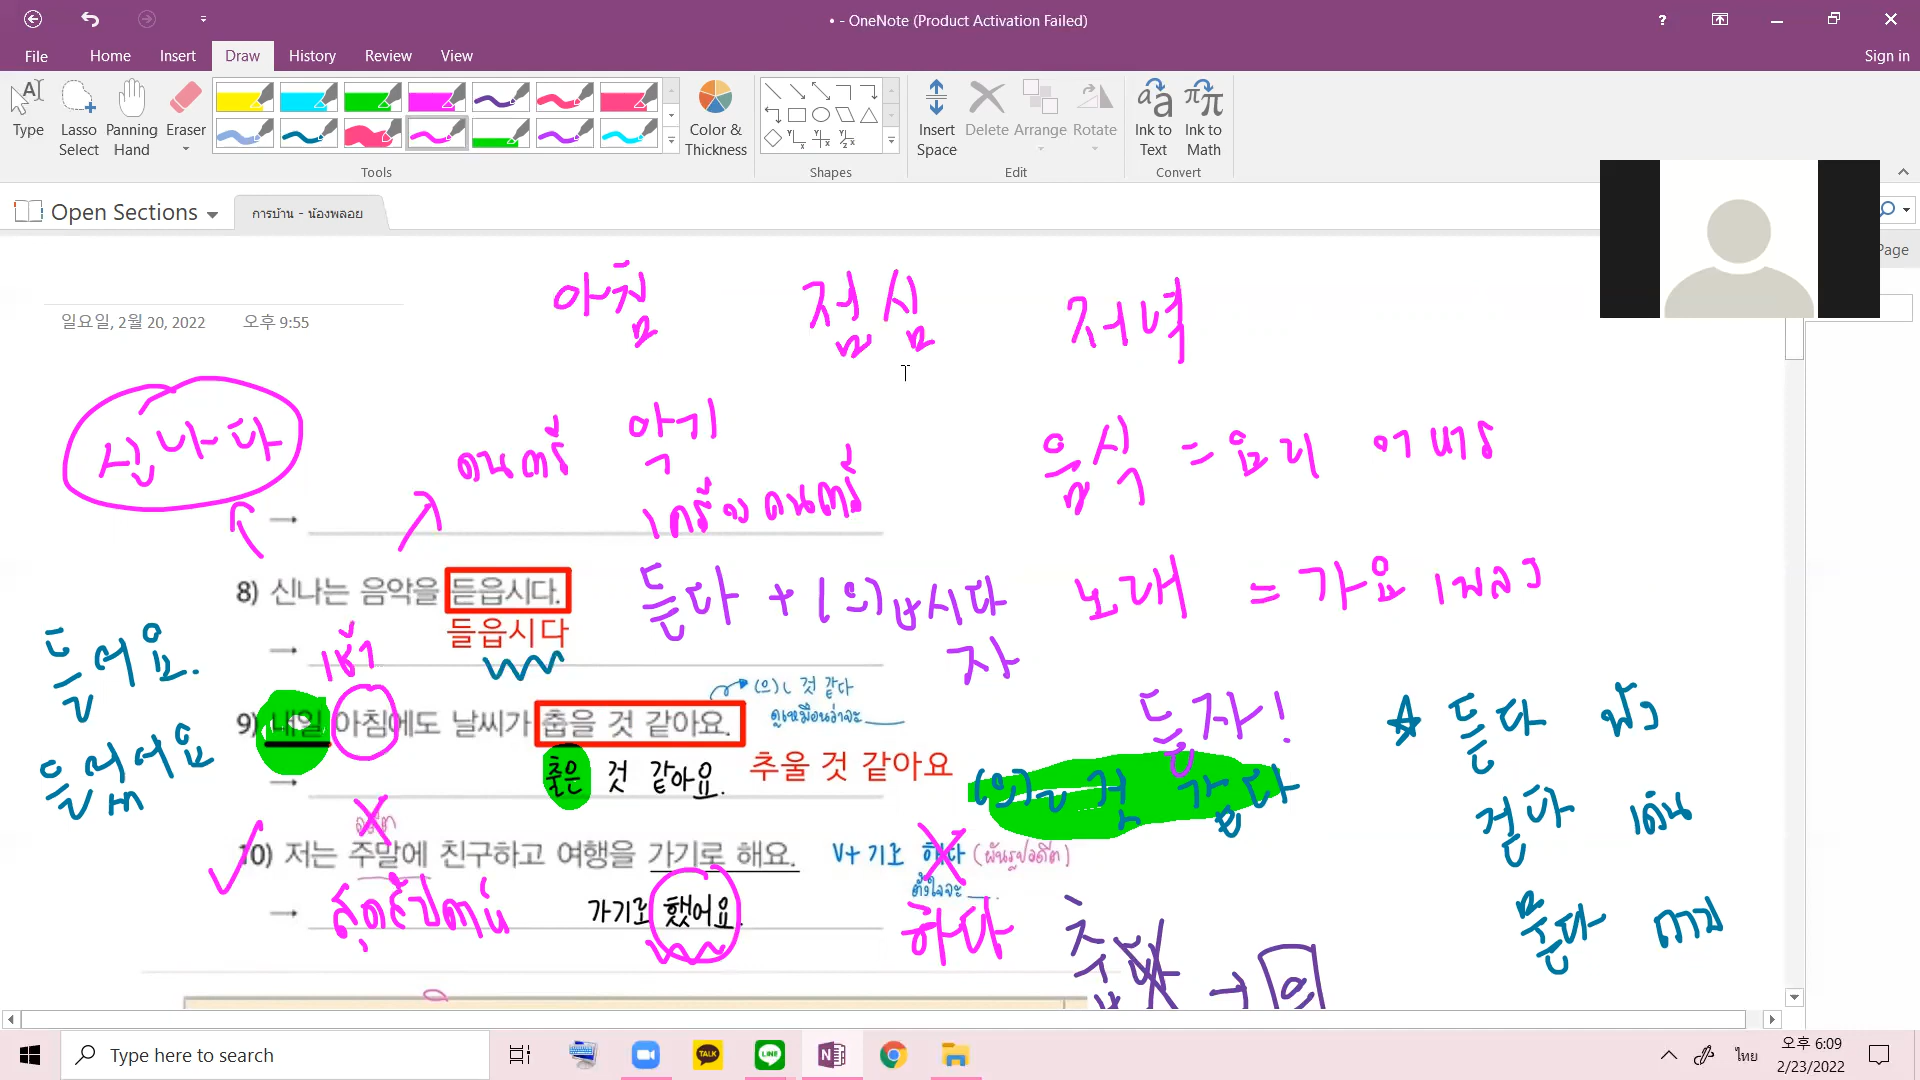 • - OneNote (Product Activation Failed)
File Home Insert Draw History Review View
Sign in
Type
Lasso Select
Panning Hand
Eraser
Color & Thickness
Insert Space
Delete
Arrange
Rotate
Ink to Text
Ink to Math
Tools Shapes Edit Convert
Open Sections
การบ้าน - น้องพลอย
Page
아침 점심 저녁
일요일, 2월 20, 2022 오후 9:55
신나다
ดนตรี 악기
เครื่องดนตรี
음식 = 요리 อาหาร
→
8) 신나는 음악을 듣읍시다.
들읍시다
듣다 + (으)ㅂ시다
자
노래 = 가요 เพลง
→
들어요.
들었어요
เช้า
(으)ㄴ 것 같다
ดูเหมือนว่าจะ
듣자!
9) 내일 아침에도 날씨가 춥을 것 같아요.
추울 것 같아요
→ 춥은 것 같아요.
(으)ㄴ 것 같다
☆ 듣다 ฟัง
걷다 เดิน
묻다 ถาม
10) 저는 주말에 친구하고 여행을 가기로 해요.
V+ 기로 하다 (ผันรูปอดีต)
ตั้งใจจะ
→ สุดสัปดาห์ 가기로 했어요.
하다
Type here to search
TALK
LINE
ไทย
오후 6:09
2/23/2022